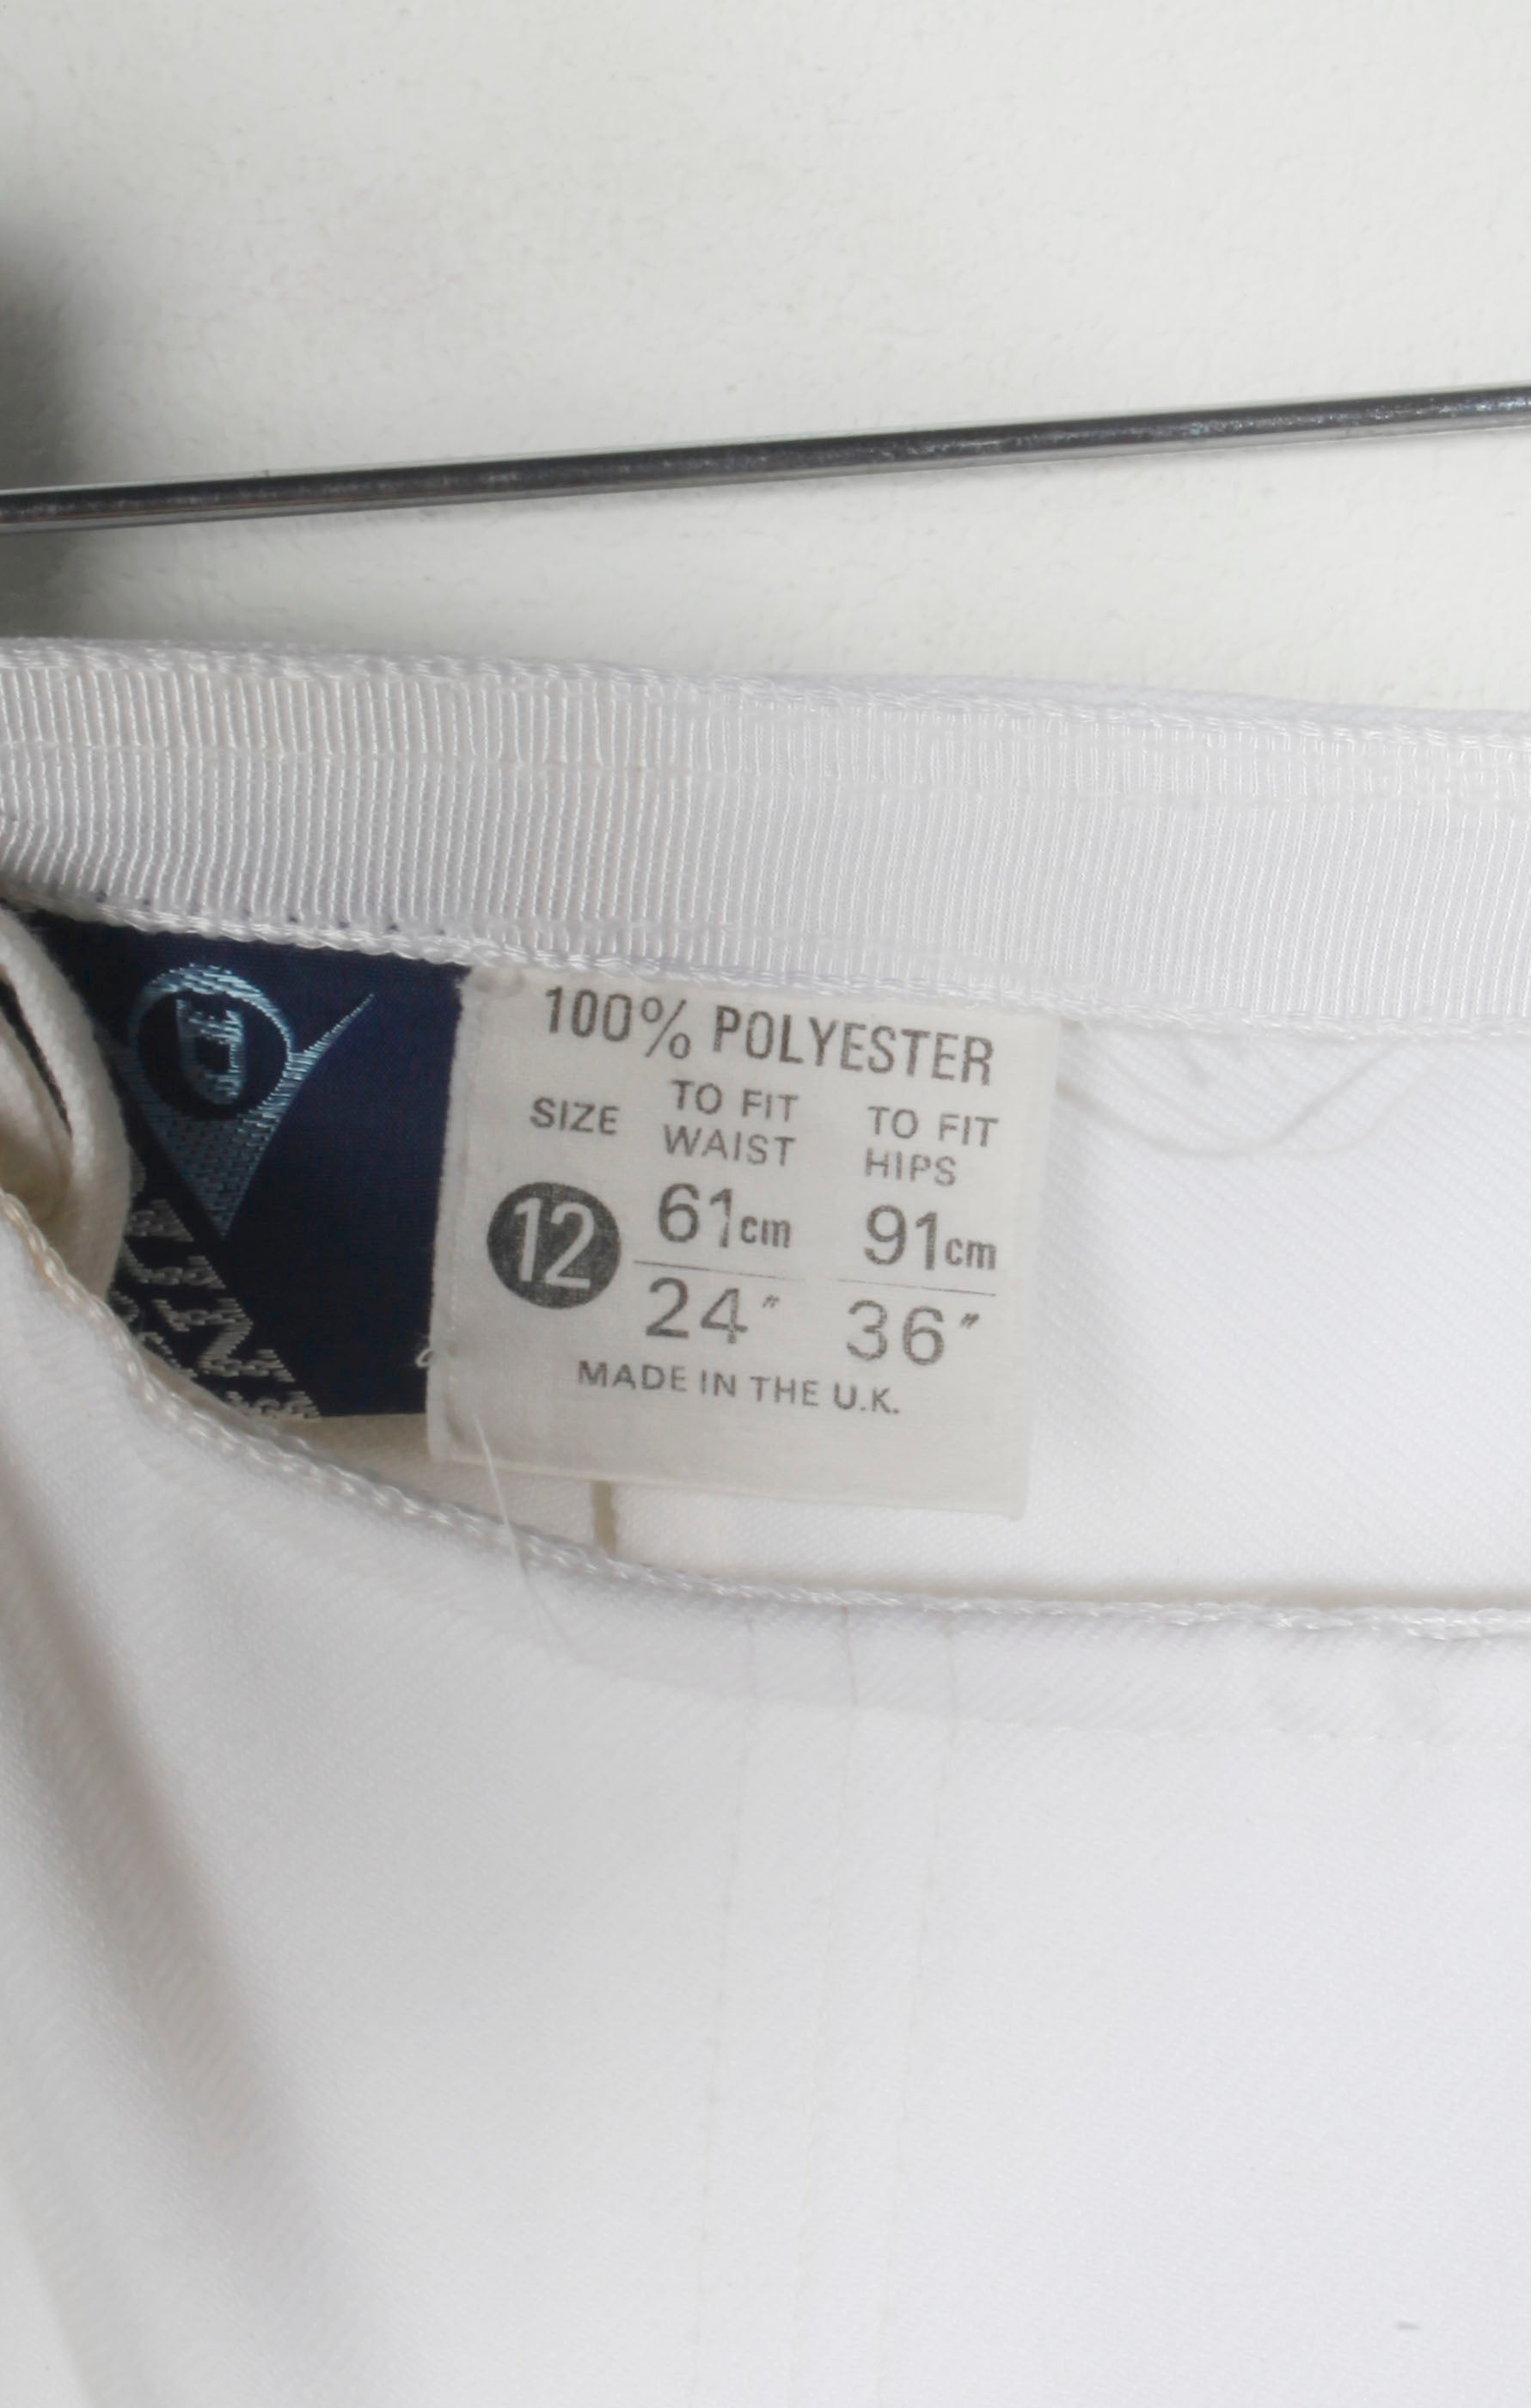 100% POLYESTER
SIZE TO FIT WAIST TO FIT HIPS
12 61cm 91cm
24" 36"
MADE IN THE U.K.